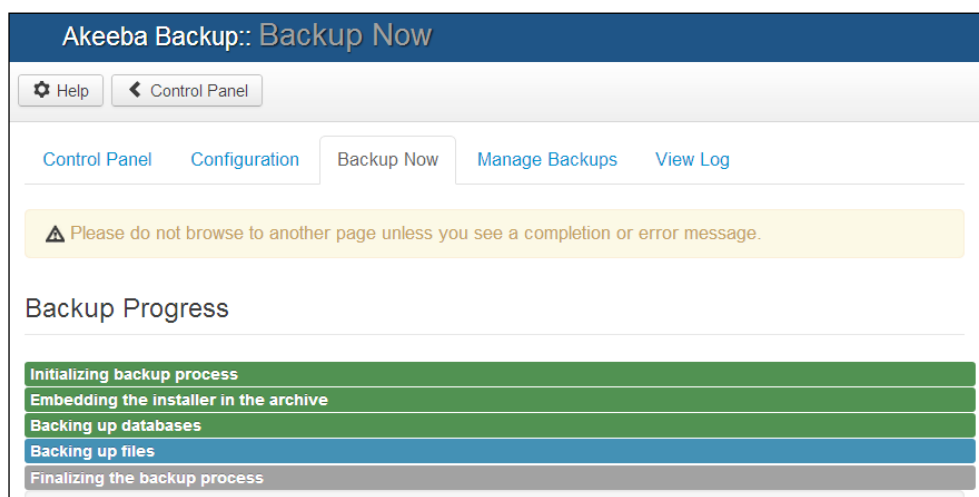 Akeeba Backup:: Backup Now
Help Control Panel
Control Panel Configuration Backup Now Manage Backups View Log
Please do not browse to another page unless you see a completion or error message.
Backup Progress
Initializing backup process
Embedding the installer in the archive
Backing up databases
Backing up files
Finalizing the backup process